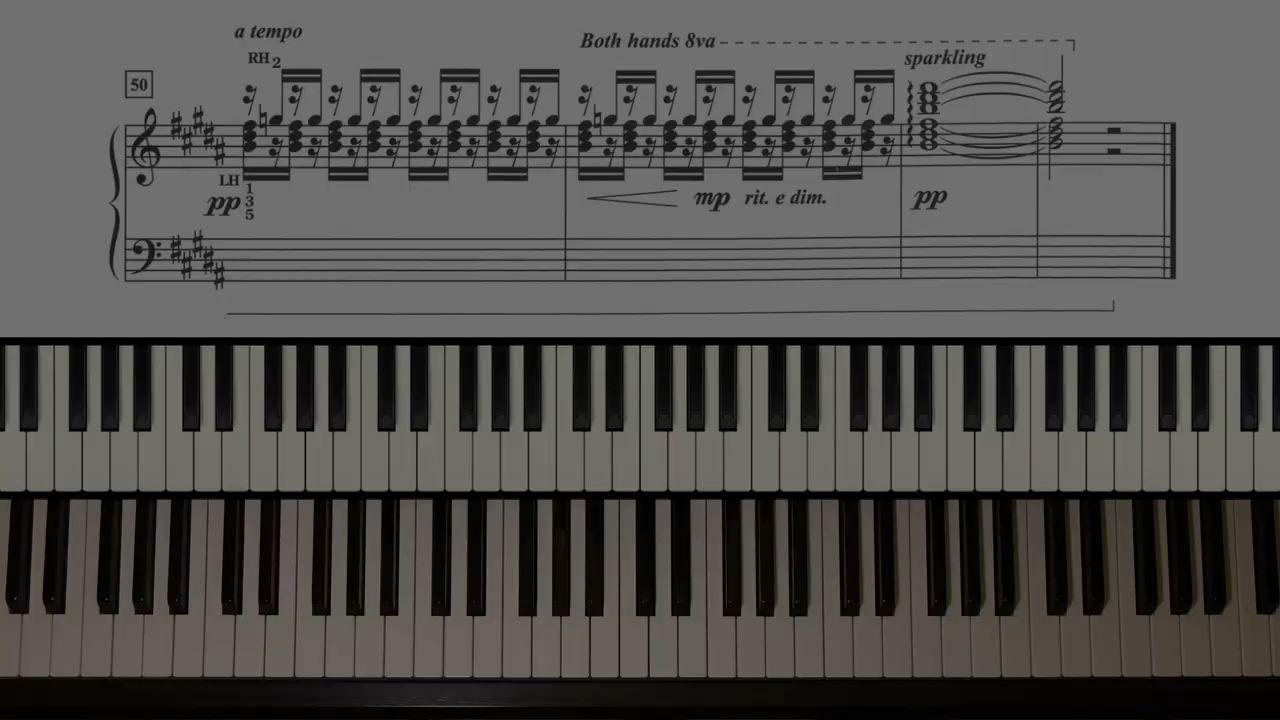 a tempo
Both hands 8va
RH 2
sparkling
50
LH
1
3
5
pp
mp
rit. e dim.
pp